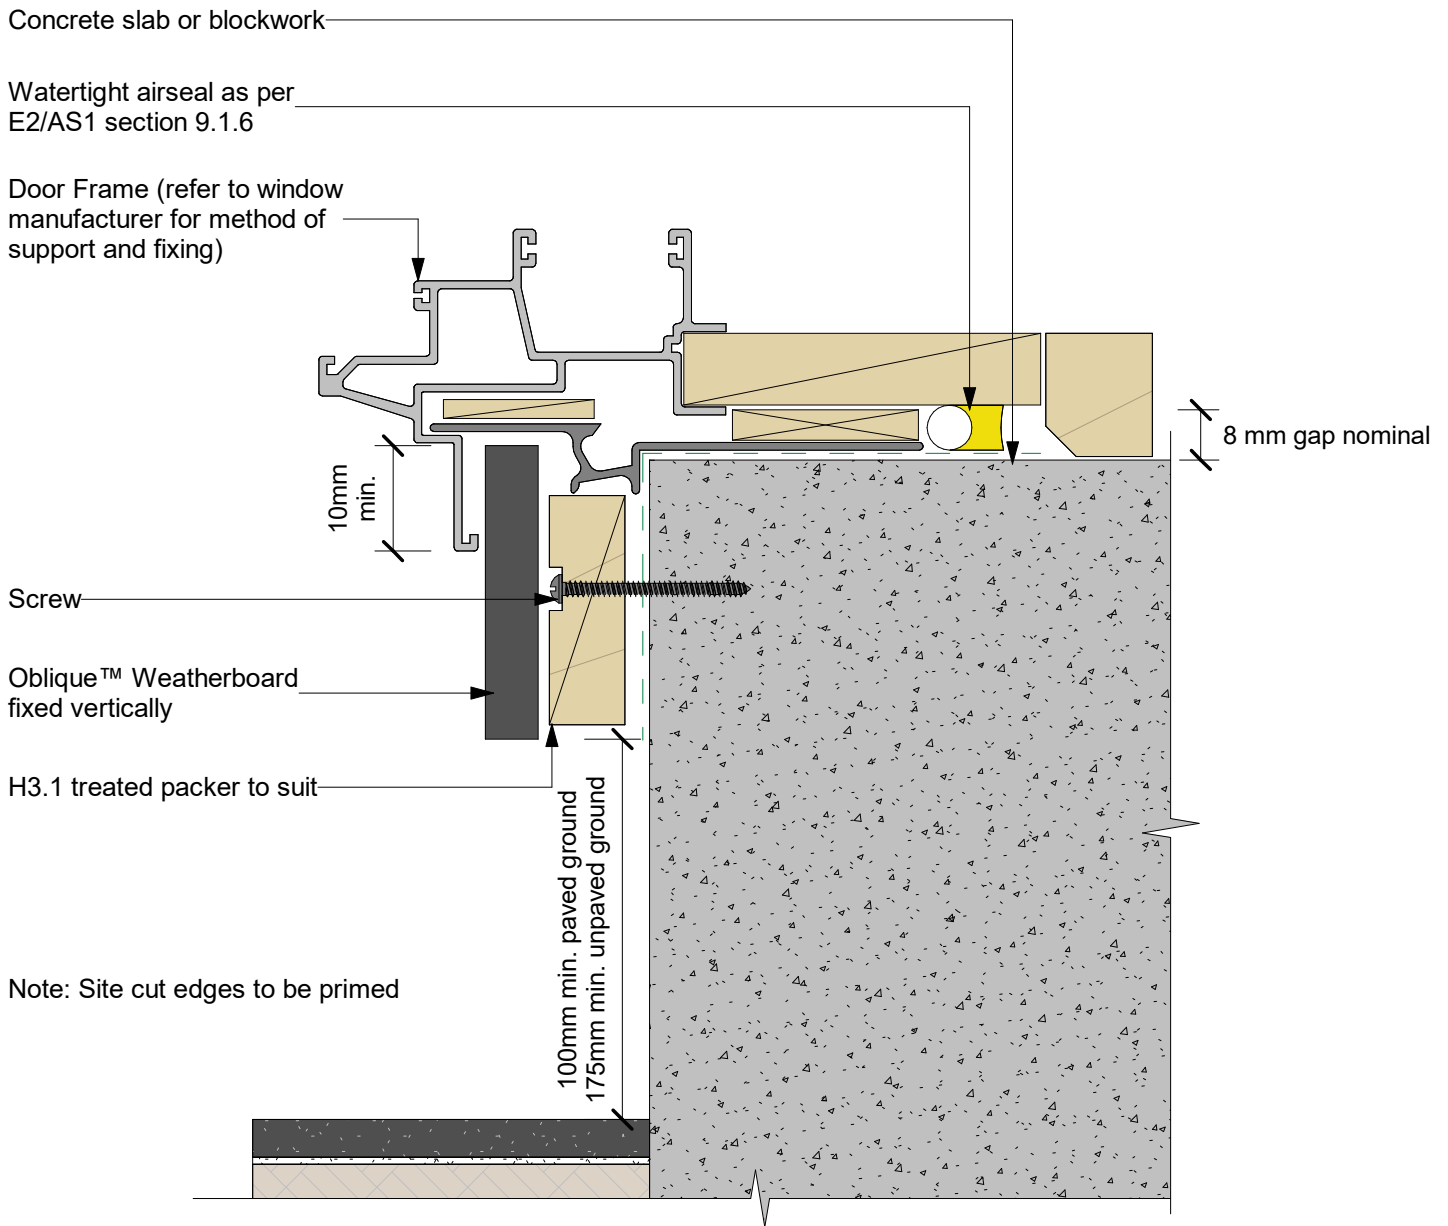 Concrete slab or blockwork
Watertight airseal as per
E2/AS1 section 9.1.6
Door Frame (refer to window
manufacturer for method of
support and fixing)
8 mm gap nominal
10mm
min.
Screw
Oblique™ Weatherboard
fixed vertically
H3.1 treated packer to suit
100mm min. paved ground
175mm min. unpaved ground
Note: Site cut edges to be primed